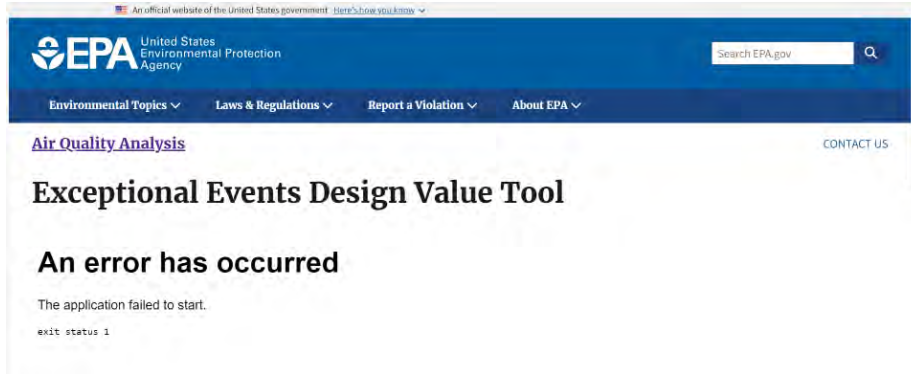 An official website of the United States government Here's how you know
EPA United States
Environmental Protection
Agency
Search EPA.gov
Environmental Topics Laws & Regulations Report a Violation About EPA
Air Quality Analysis CONTACT US
Exceptional Events Design Value Tool
An error has occurred
The application failed to start.
exit status 1